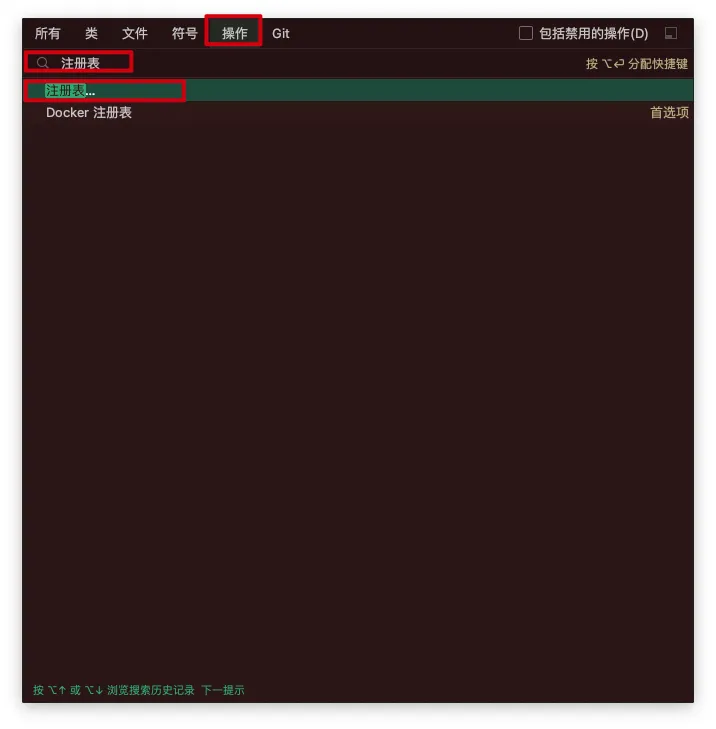 所有 类 文件 符号 操作 Git 包括禁用的操作(D)
注册表 按 ⌥⏎ 分配快捷键
注册表...
Docker 注册表 首选项
按 ⌥↑ 或 ⌥↓ 浏览搜索历史记录 下一提示